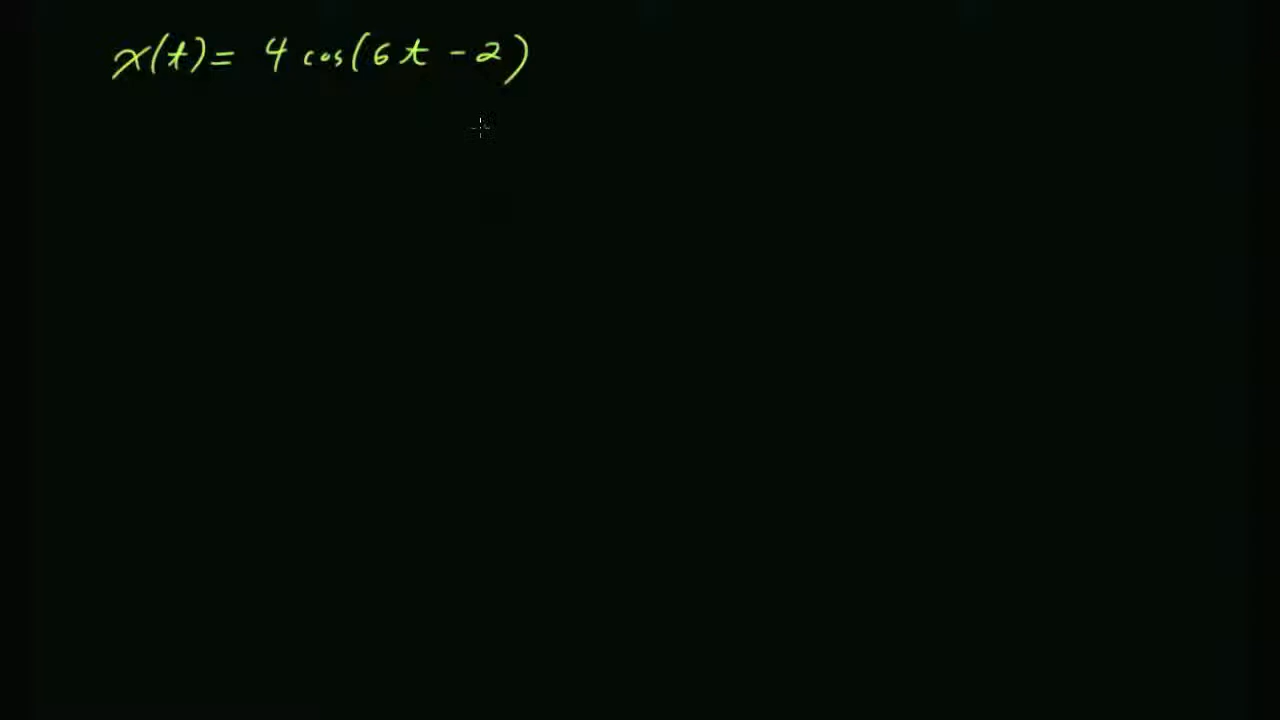 x(t) = 4 cos(6t - 2)